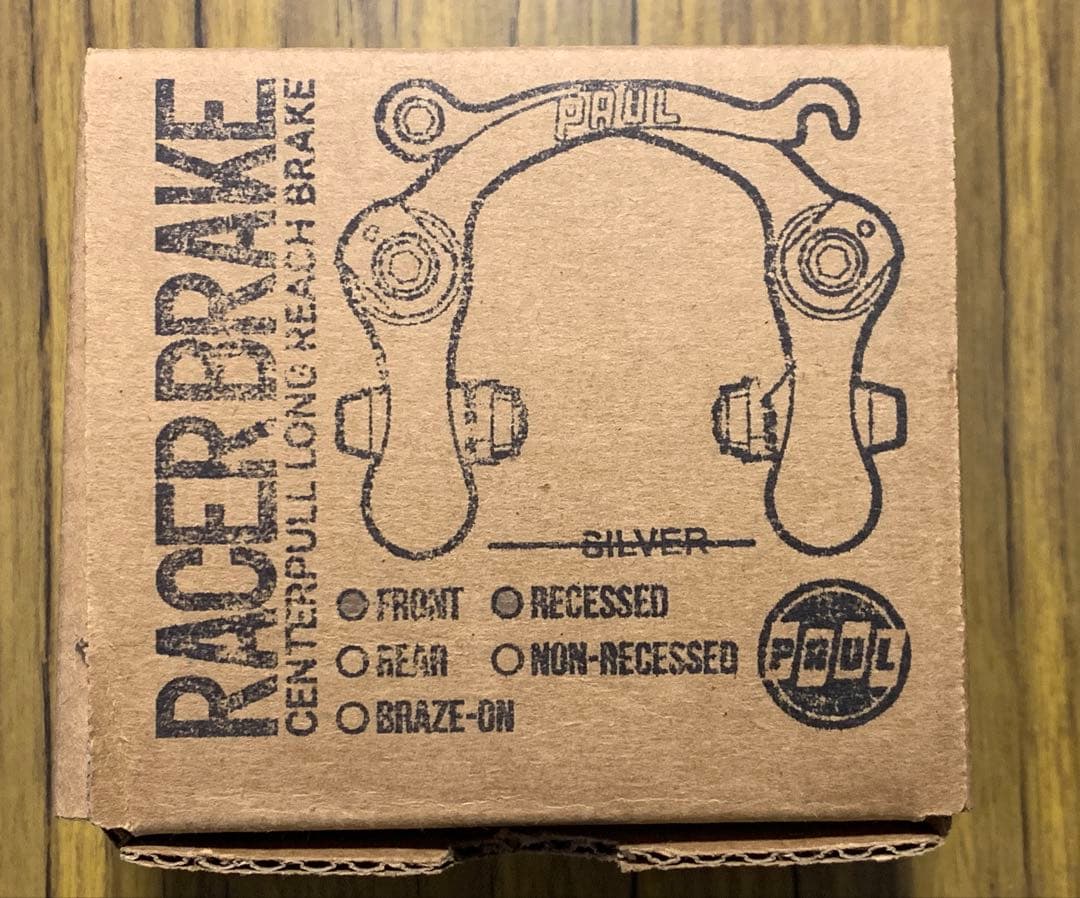 RACER BRAKE
CENTERPULL LONG REACH BRAKE
PAUL
SILVER
FRONT RECESSED
REAR NON-RECESSED
BRAZE-ON
PAUL